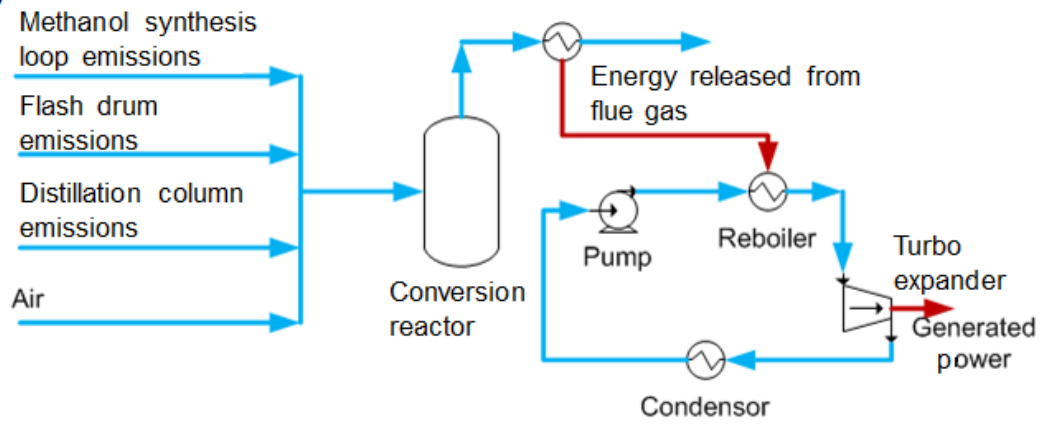 Methanol synthesis
loop emissions
Flash drum
emissions
Distillation column
emissions
Air
Conversion
reactor
Energy released from
flue gas
Pump
Reboiler
Turbo
expander
Generated
power
Condensor